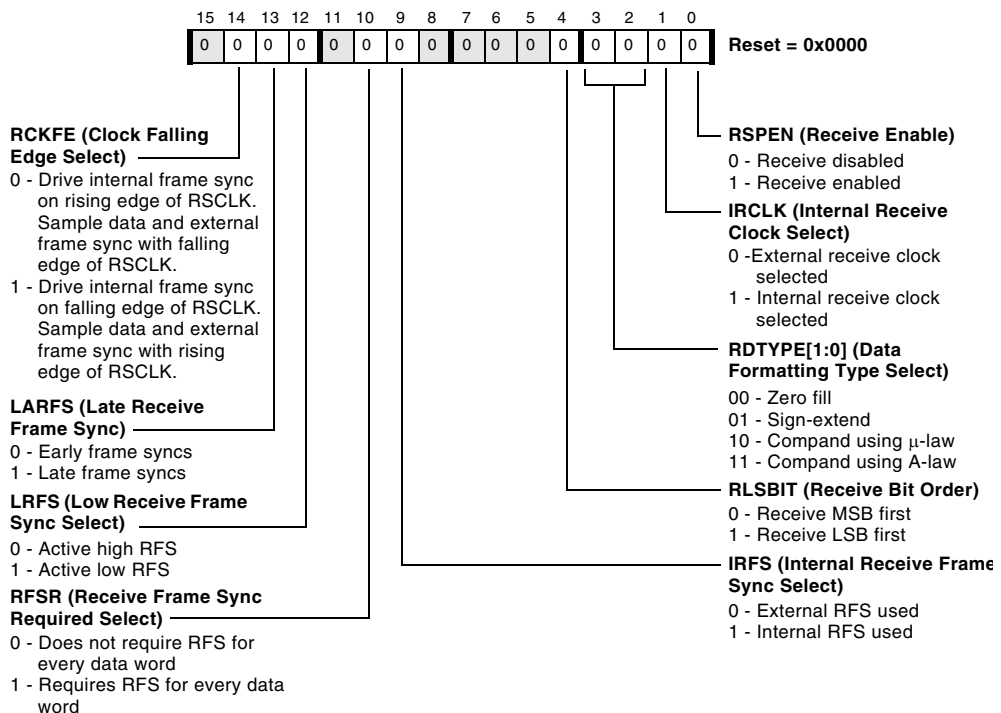 15 14 13 12 11 10 9 8 7 6 5 4 3 2 1 0
0 0 0 0 0 0 0 0 0 0 0 0 0 0 0 0
Reset = 0x0000
RCKFE (Clock Falling
Edge Select)
0 - Drive internal frame sync
on rising edge of RSCLK.
Sample data and external
frame sync with falling
edge of RSCLK.
1 - Drive internal frame sync
on falling edge of RSCLK.
Sample data and external
frame sync with rising
edge of RSCLK.
LARFS (Late Receive
Frame Sync)
0 - Early frame syncs
1 - Late frame syncs
LRFS (Low Receive Frame
Sync Select)
0 - Active high RFS
1 - Active low RFS
RFSR (Receive Frame Sync
Required Select)
0 - Does not require RFS for
every data word
1 - Requires RFS for every data
word
RSPEN (Receive Enable)
0 - Receive disabled
1 - Receive enabled
IRCLK (Internal Receive
Clock Select)
0 -External receive clock
selected
1 - Internal receive clock
selected
RDTYPE[1:0] (Data
Formatting Type Select)
00 - Zero fill
01 - Sign-extend
10 - Compand using μ-law
11 - Compand using A-law
RLSBIT (Receive Bit Order)
0 - Receive MSB first
1 - Receive LSB first
IRFS (Internal Receive Frame
Sync Select)
0 - External RFS used
1 - Internal RFS used